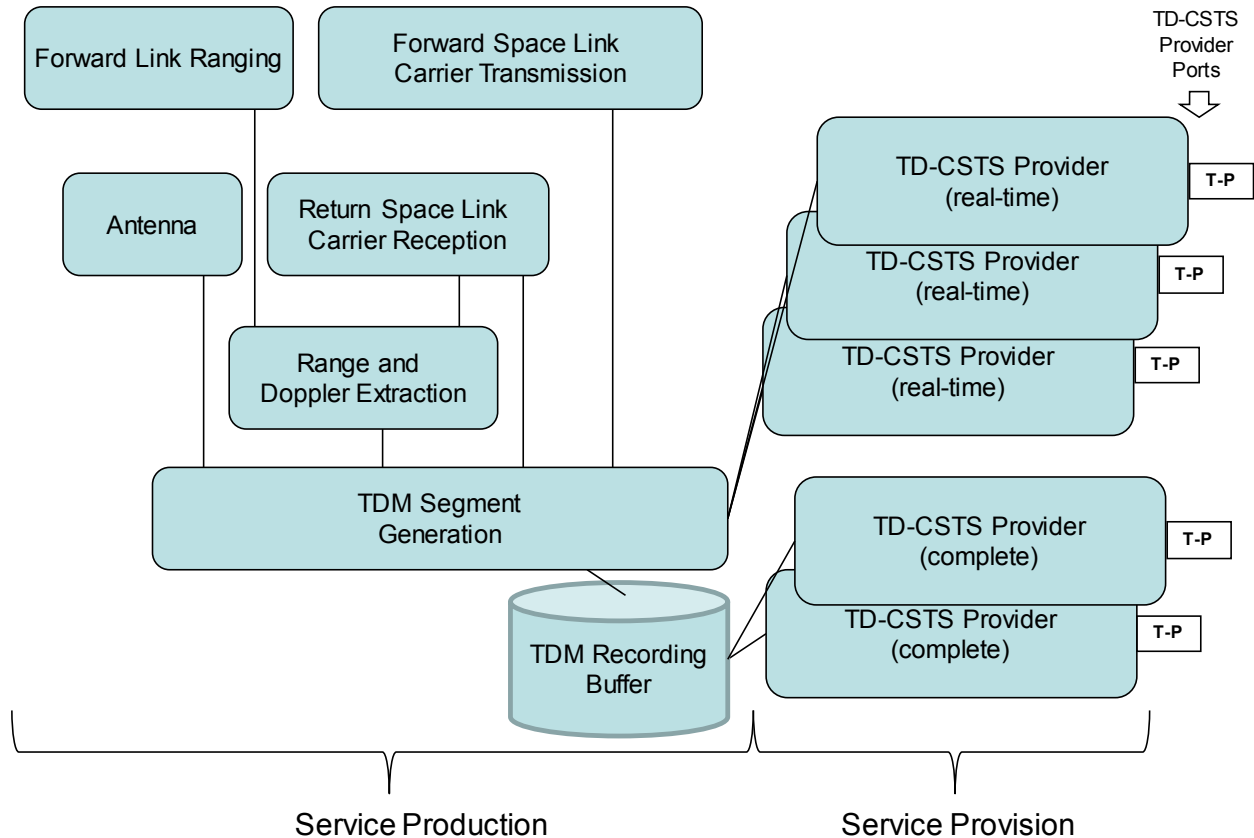 Forward Link Ranging
Forward Space Link
Carrier Transmission
TD-CSTS
Provider
Ports
Antenna
Return Space Link
Carrier Reception
TD-CSTS Provider
(real-time)
T-P
TD-CSTS Provider
(real-time)
T-P
Range and
Doppler Extraction
TD-CSTS Provider
(real-time)
T-P
TDM Segment
Generation
TD-CSTS Provider
(complete)
T-P
TD-CSTS Provider
(complete)
T-P
TDM Recording
Buffer
Service Production
Service Provision